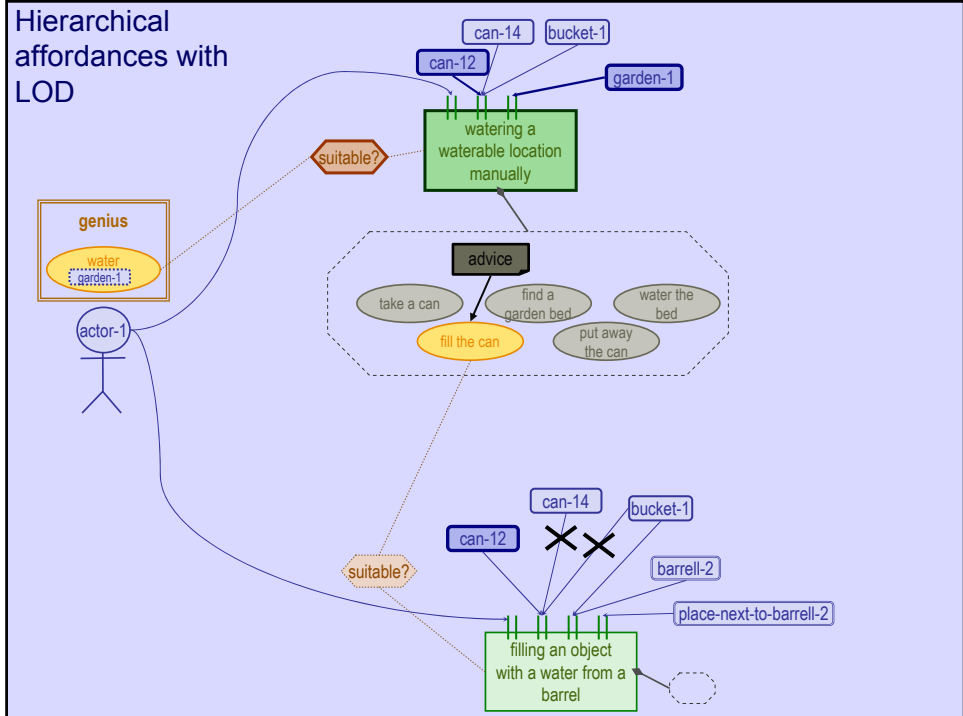 Hierarchical
affordances with
LOD
can-14
bucket-1
can-12
garden-1
watering a
waterable location
manually
suitable?
genius
water
garden-1
actor-1
advice
take a can
find a
garden bed
water the
bed
fill the can
put away
the can
can-14
bucket-1
can-12
suitable?
barrell-2
place-next-to-barrell-2
filling an object
with a water from a
barrel